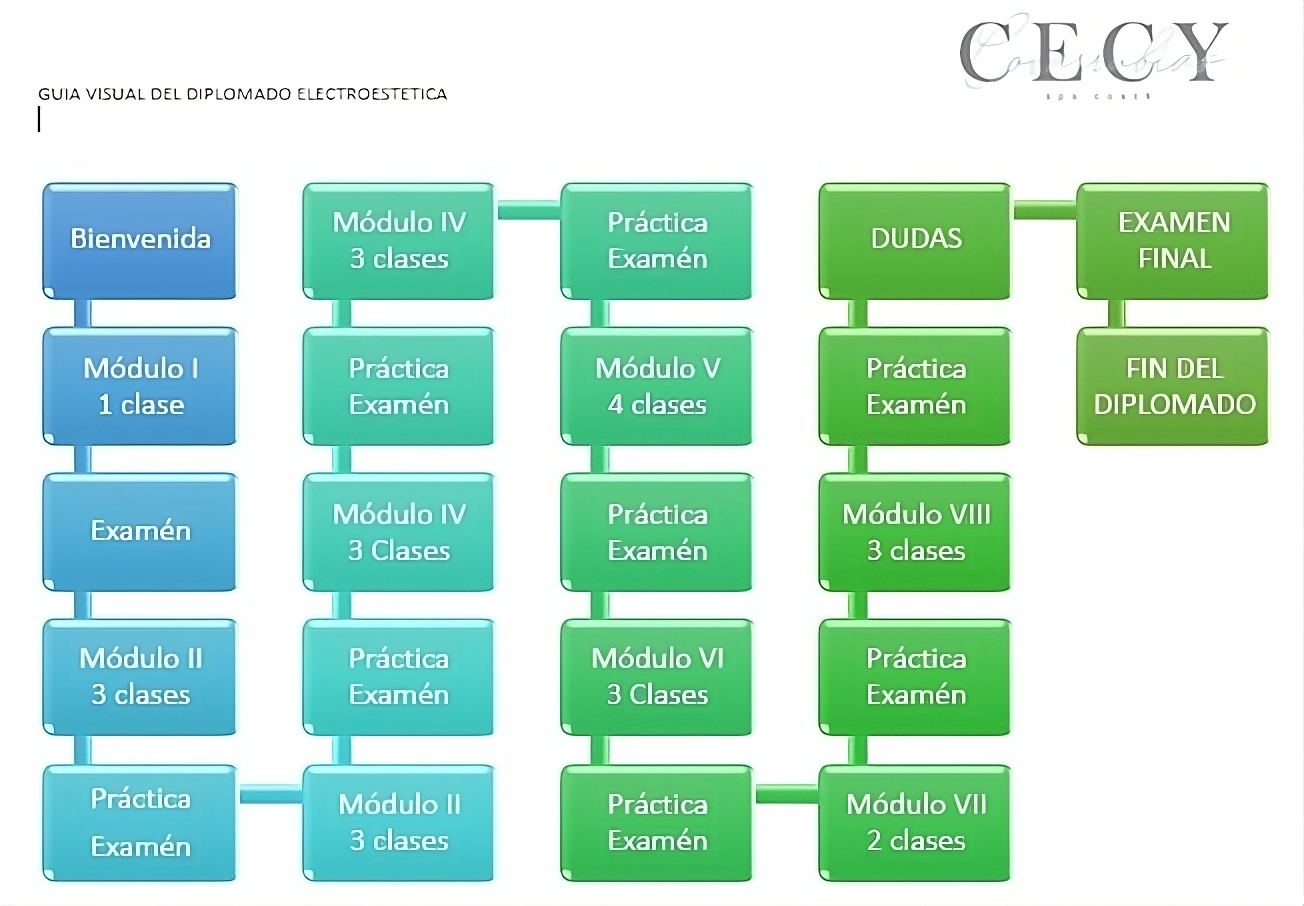 CECY
spa coach
GUIA VISUAL DEL DIPLOMADO ELECTROESTETICA
Bienvenida
Módulo I
1 clase
Examén
Módulo II
3 clases
Práctica
Examén
Módulo II
3 clases
Práctica
Examén
Módulo IV
3 Clases
Práctica
Examén
Módulo IV
3 clases
Práctica
Examén
Módulo V
4 clases
Práctica
Examén
Módulo VI
3 Clases
Práctica
Examén
Módulo VII
2 clases
Práctica
Examén
Módulo VIII
3 clases
Práctica
Examén
DUDAS
EXAMEN
FINAL
FIN DEL
DIPLOMADO